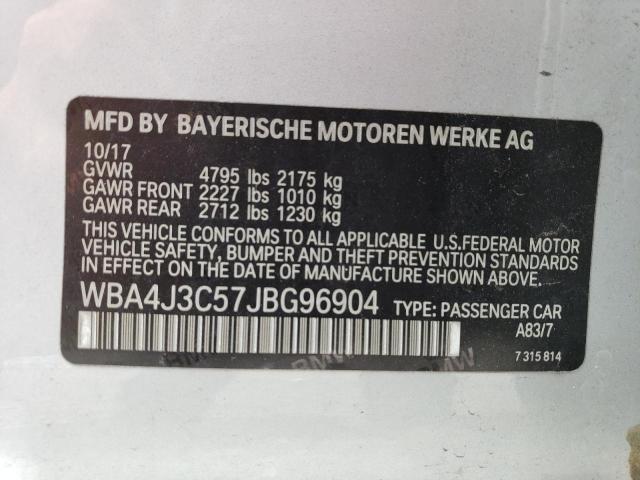 MFD BY BAYERISCHE MOTOREN WERKE AG
10/17
GVWR 4795 lbs 2175 kg
GAWR FRONT 2227 lbs 1010 kg
GAWR REAR 2712 lbs 1230 kg
THIS VEHICLE CONFORMS TO ALL APPLICABLE U.S.FEDERAL MOTOR
VEHICLE SAFETY, BUMPER AND THEFT PREVENTION STANDARDS
IN EFFECT ON THE DATE OF MANUFACTURE SHOWN ABOVE.
WBA4J3C57JBG96904 TYPE: PASSENGER CAR
A83/7
7 315 814
BMW